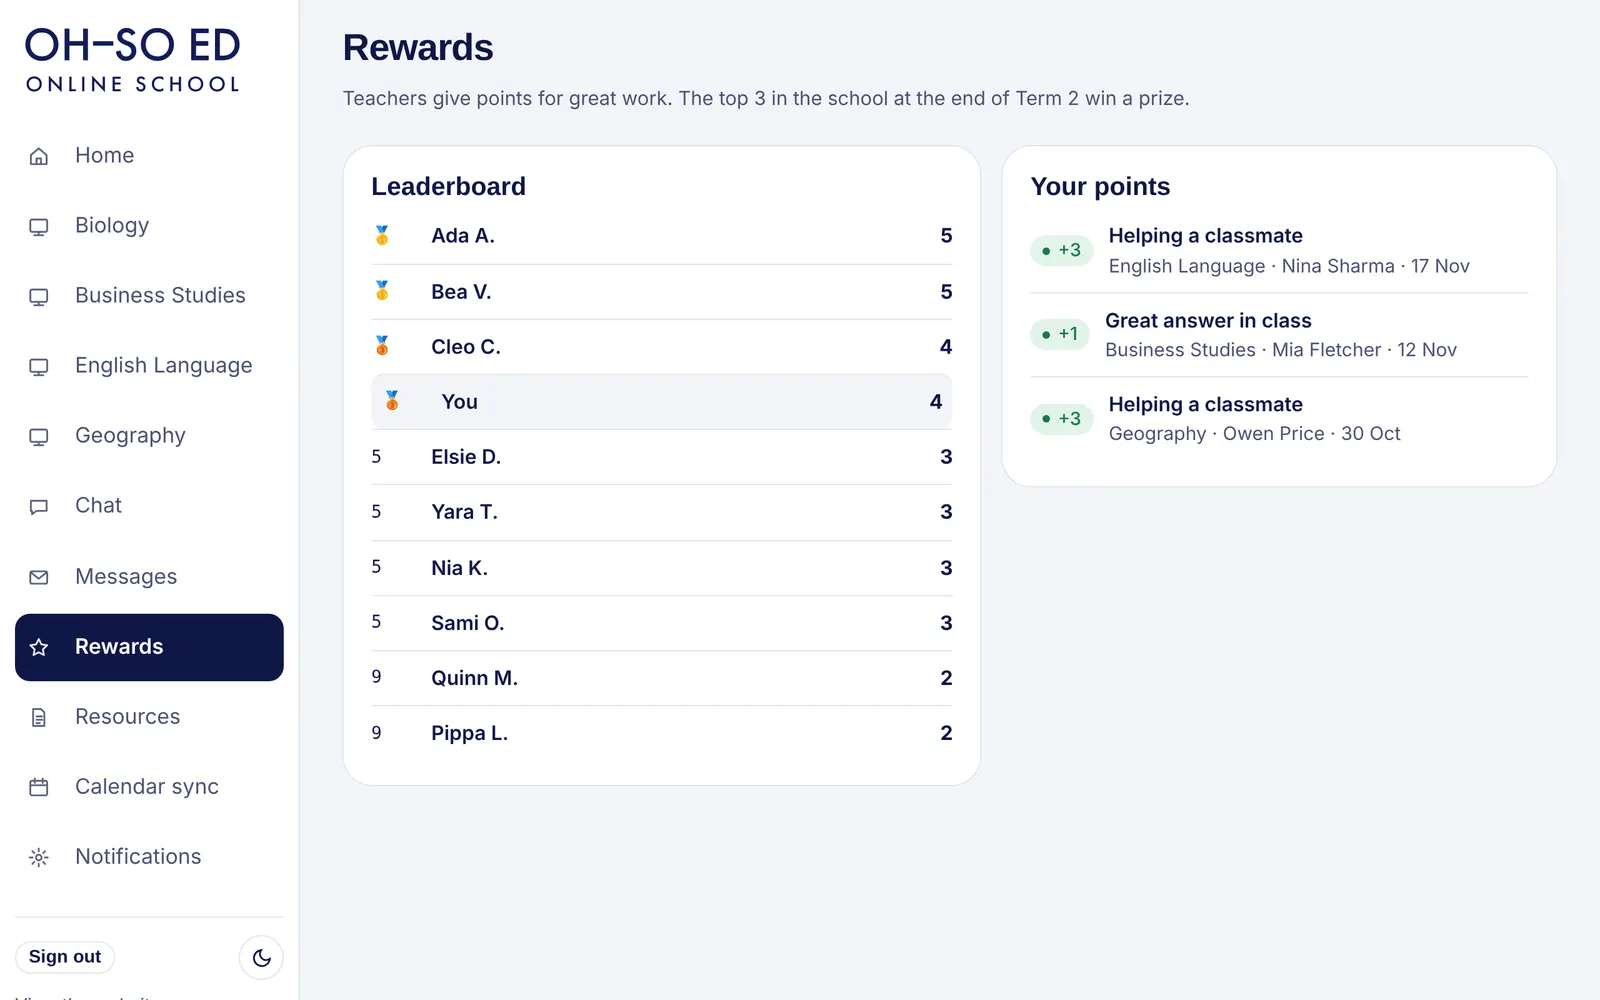 OH–SO ED
ONLINE SCHOOL
Home
Biology
Business Studies
English Language
Geography
Chat
Messages
Rewards
Resources
Calendar sync
Notifications
Sign out
Rewards
Teachers give points for great work. The top 3 in the school at the end of Term 2 win a prize.
Leaderboard
🥇 Ada A. 5
🥇 Bea V. 5
🥉 Cleo C. 4
🥉 You 4
5 Elsie D. 3
5 Yara T. 3
5 Nia K. 3
5 Sami O. 3
9 Quinn M. 2
9 Pippa L. 2
Your points
+3 Helping a classmate
English Language · Nina Sharma · 17 Nov
+1 Great answer in class
Business Studies · Mia Fletcher · 12 Nov
+3 Helping a classmate
Geography · Owen Price · 30 Oct